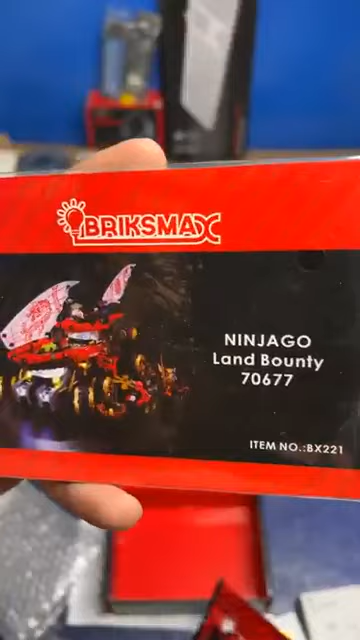 BRIKSMAX
NINJAGO
Land Bounty
70677
ITEM NO.:BX221